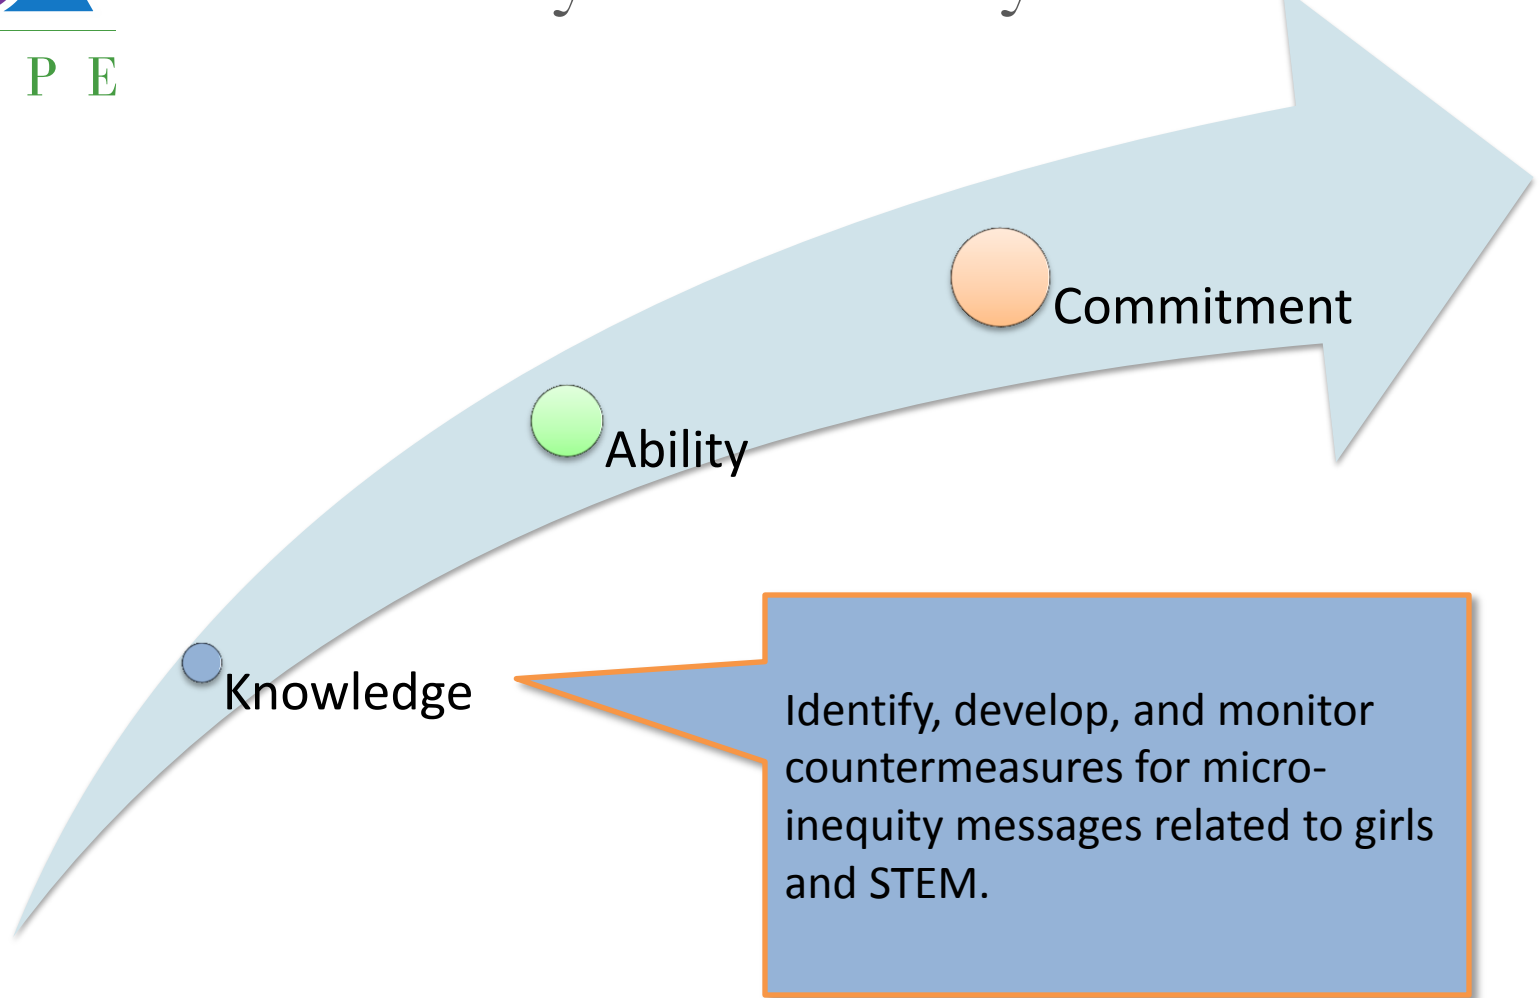 P E
Commitment
Ability
Knowledge
Identify, develop, and monitor
countermeasures for micro-
inequity messages related to girls
and STEM.